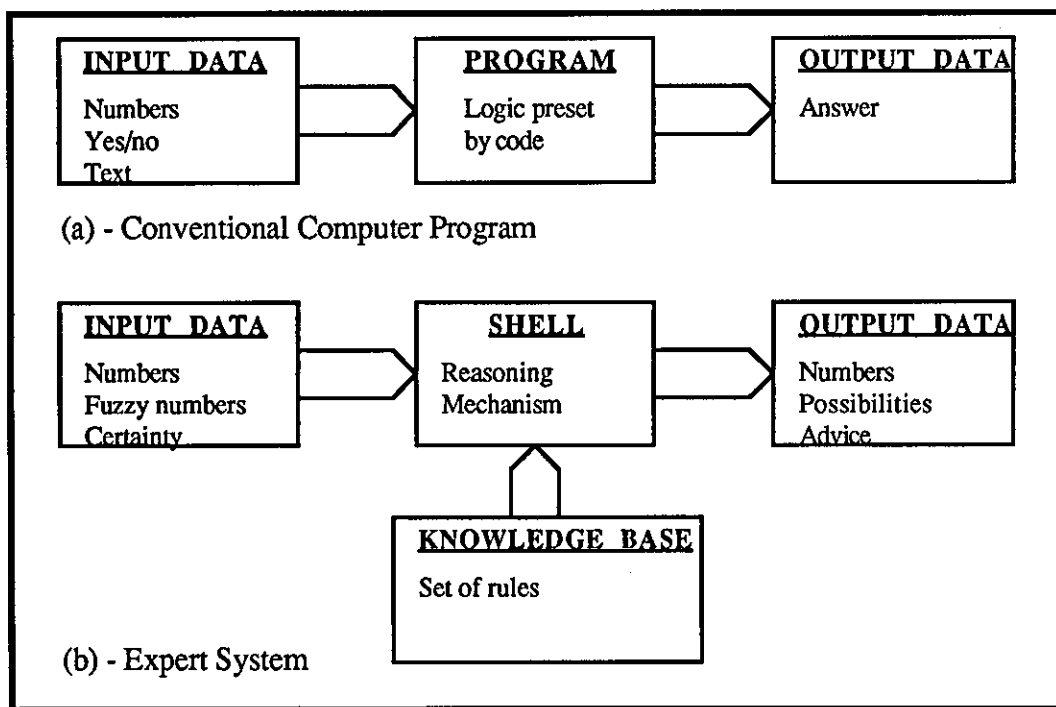 INPUT DATA
Numbers
Yes/no
Text
PROGRAM
Logic preset
by code
OUTPUT DATA
Answer
(a) - Conventional Computer Program
INPUT DATA
Numbers
Fuzzy numbers
Certainty
SHELL
Reasoning
Mechanism
OUTPUT DATA
Numbers
Possibilities
Advice
KNOWLEDGE BASE
Set of rules
(b) - Expert System